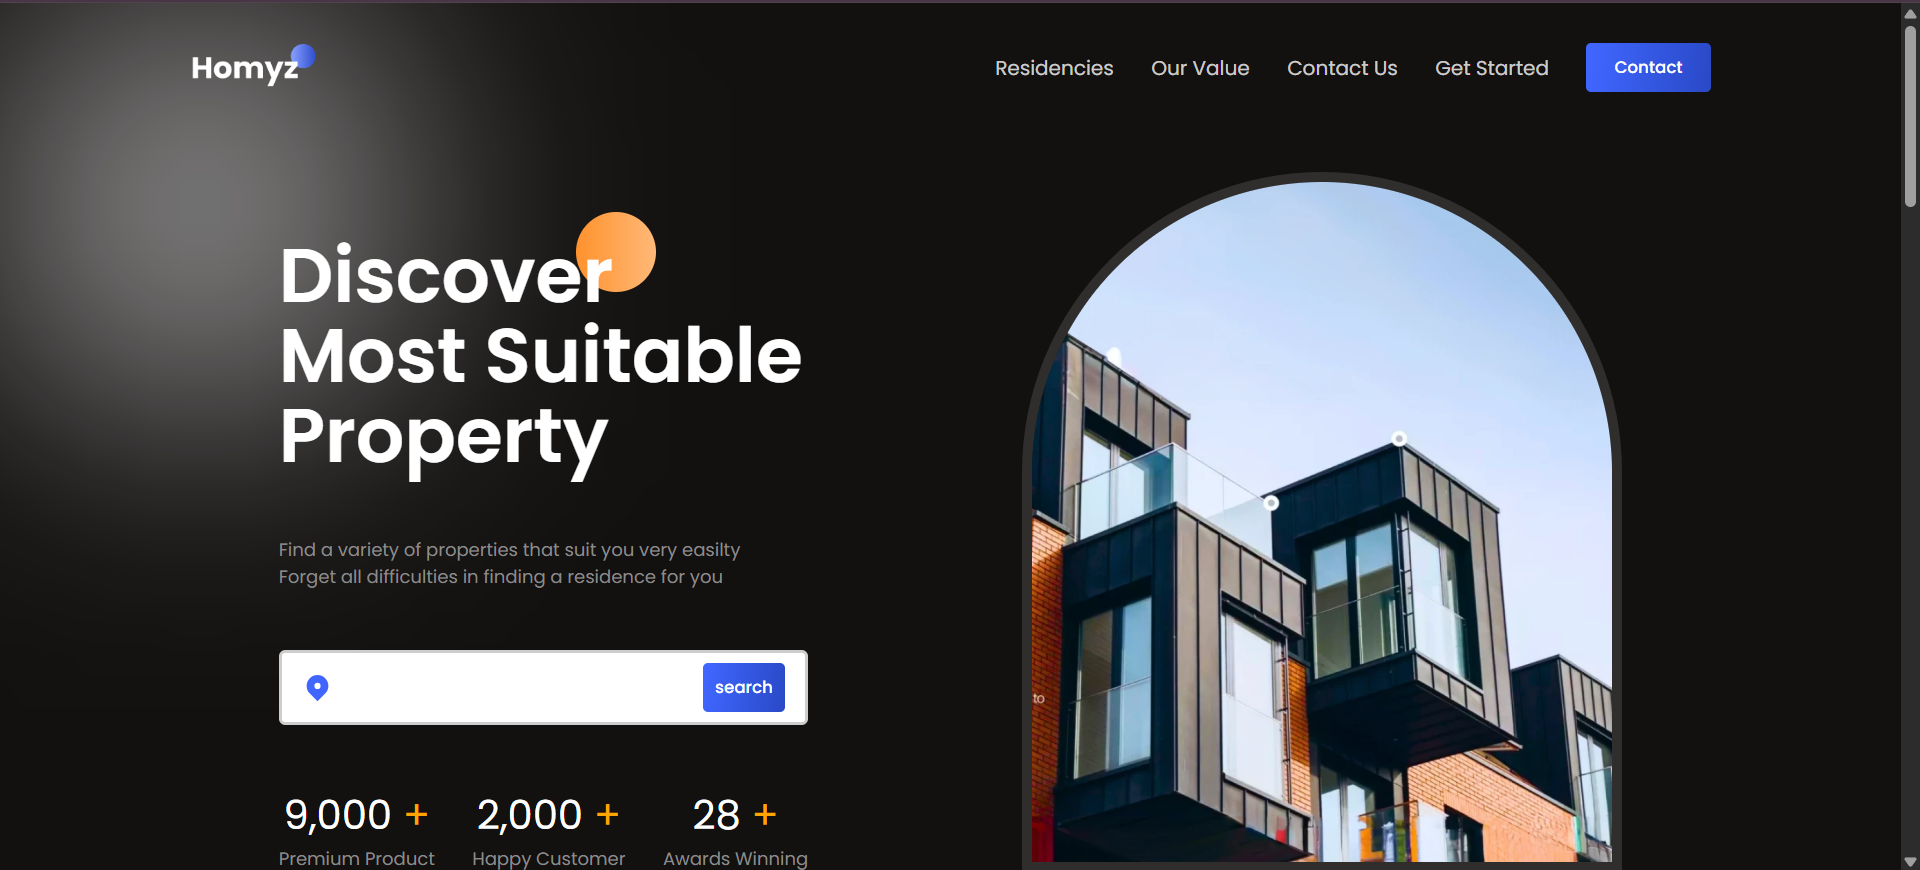 Homyz
Residencies
Our Value
Contact Us
Get Started
Contact
Discover
Most Suitable
Property
Find a variety of properties that suit you very easilty
Forget all difficulties in finding a residence for you
search
to
9,000 +
2,000 +
28 +
Premium Product
Happy Customer
Awards Winning